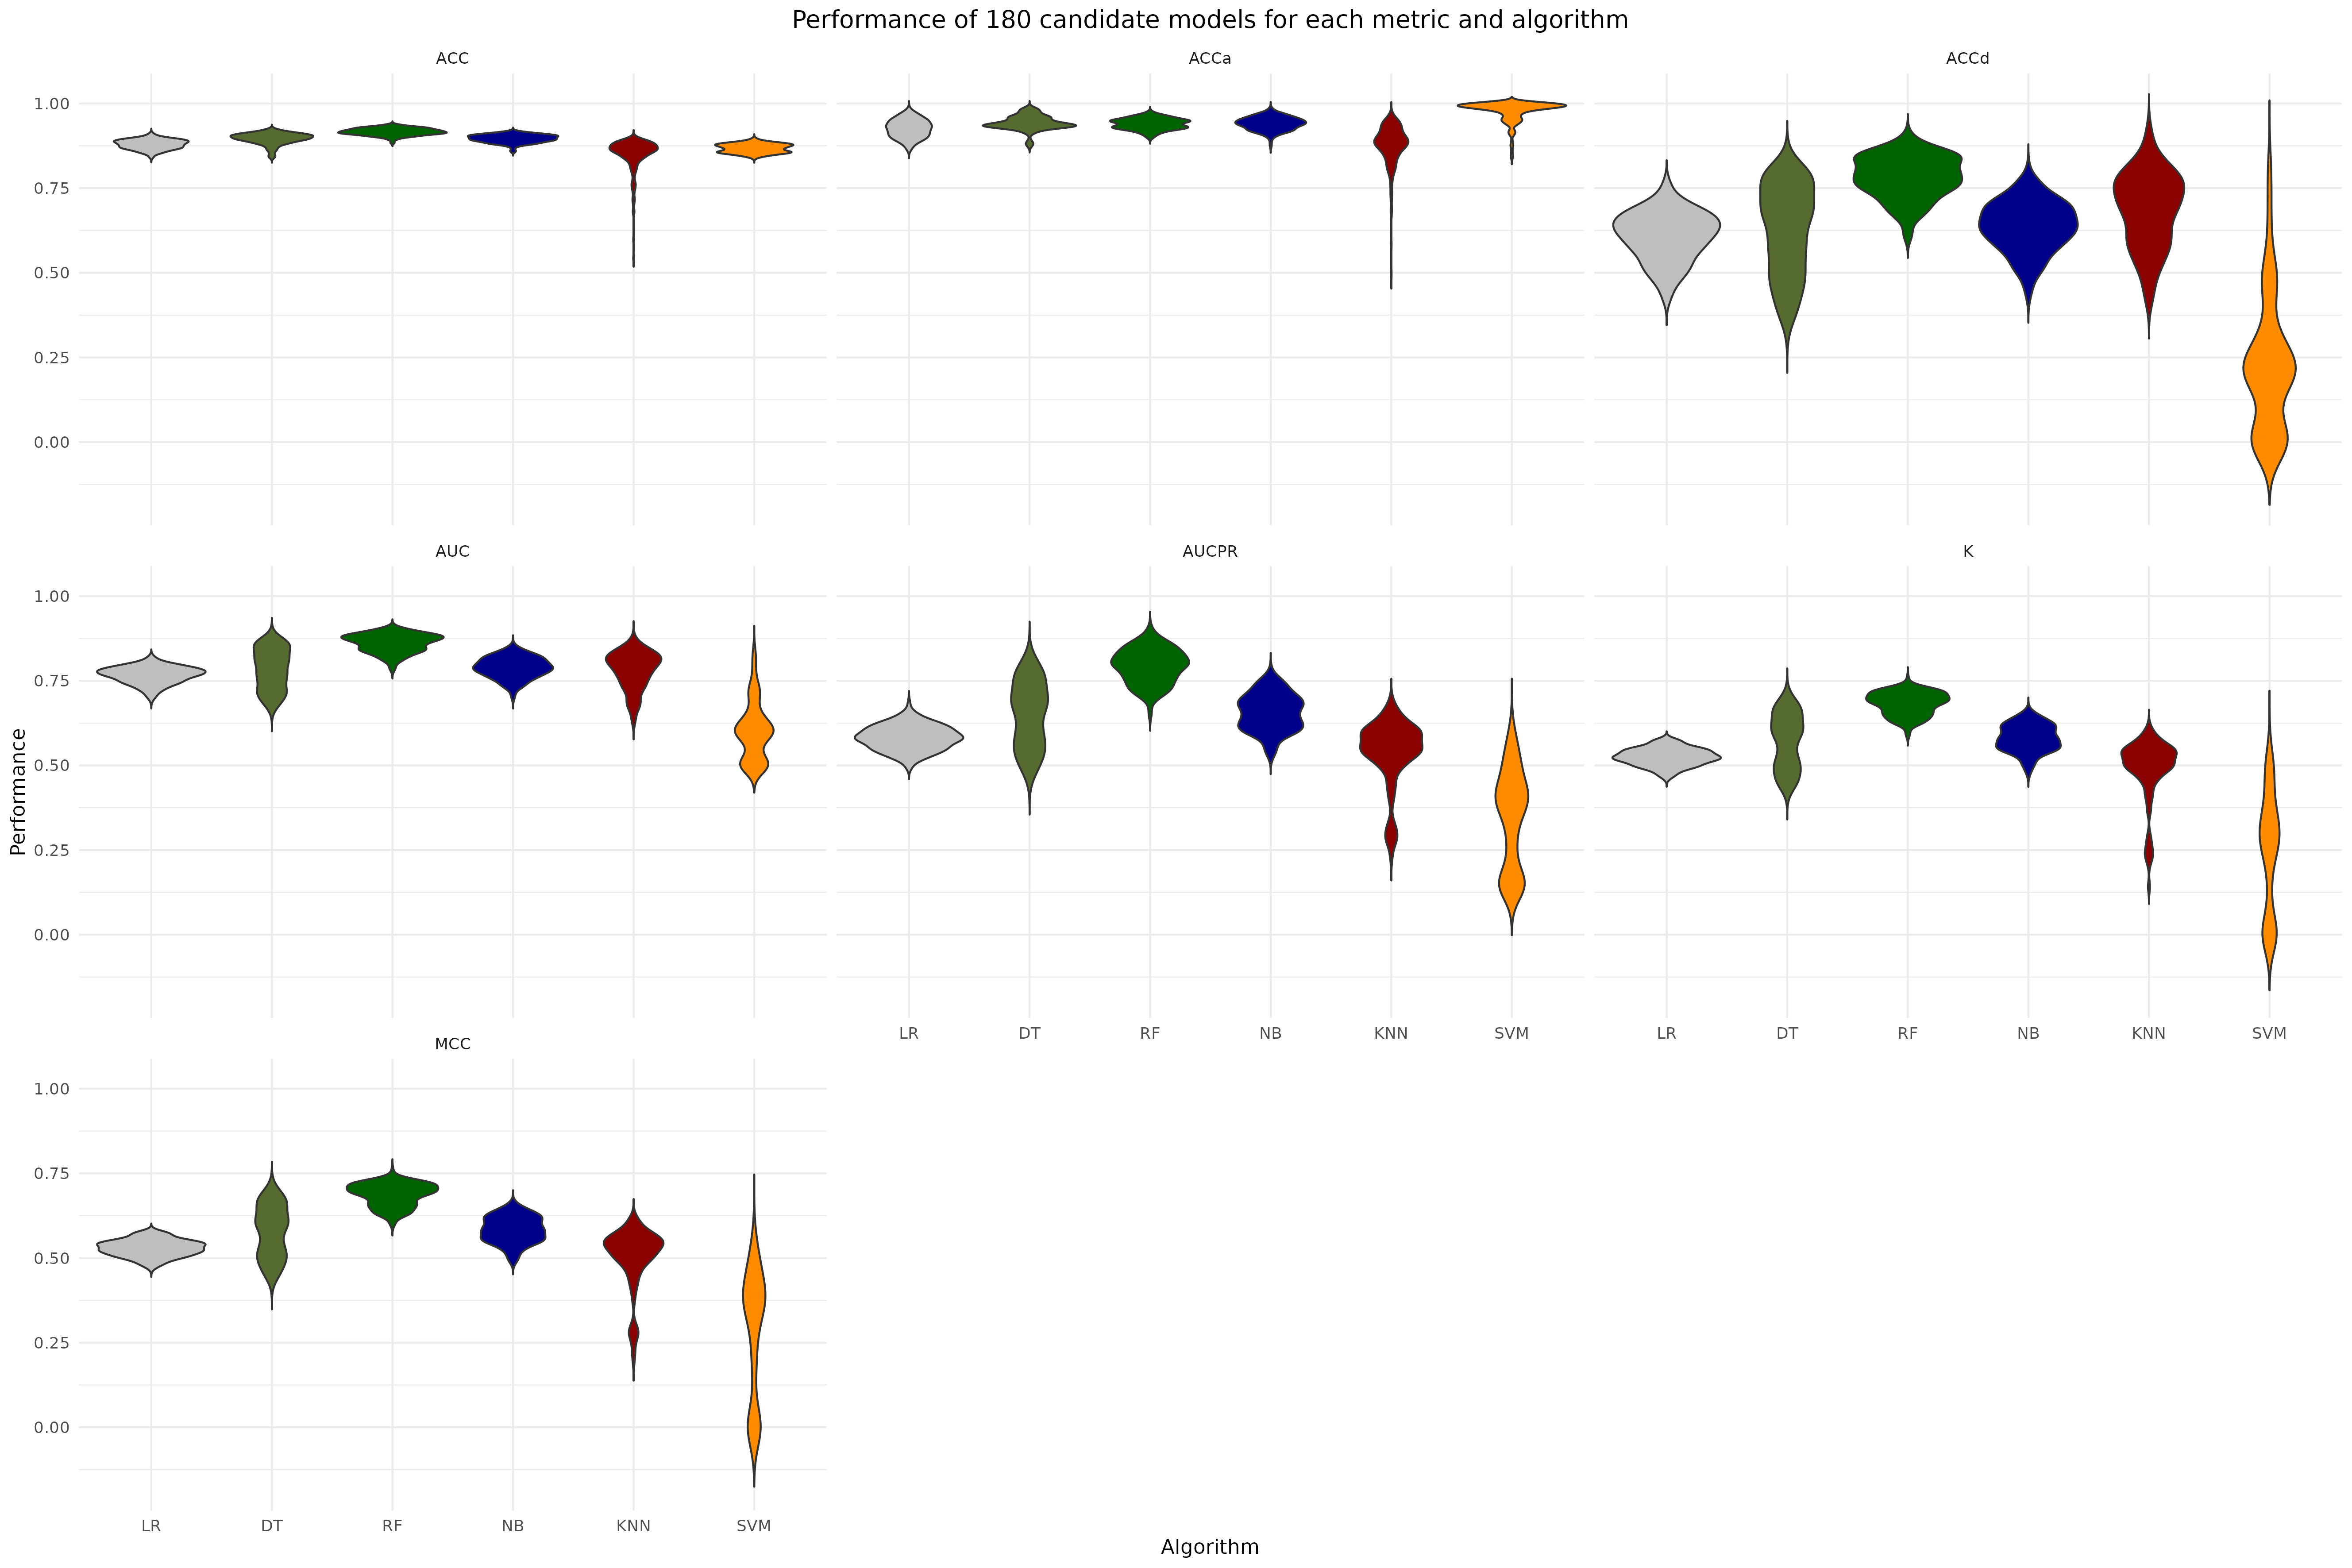 Performance of 180 candidate models for each metric and algorithm
ACC ACCa ACCd
1.00
0.75
0.50
0.25
0.00
AUC AUCPR K
1.00
0.75
0.50
0.25
0.00
Performance
LR DT RF NB KNN SVM LR DT RF NB KNN SVM
MCC
1.00
0.75
0.50
0.25
0.00
LR DT RF NB KNN SVM
Algorithm